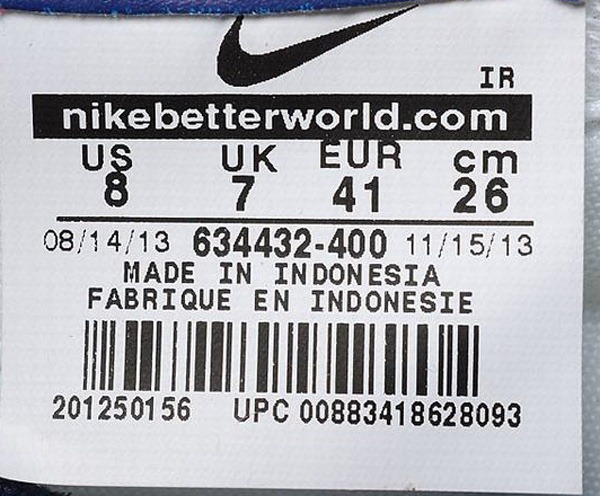 IR
nikebetterworld.com
US UK EUR cm
8 7 41 26
08/14/13 634432-400 11/15/13
MADE IN INDONESIA
FABRIQUE EN INDONESIE
201250156 UPC 00883418628093